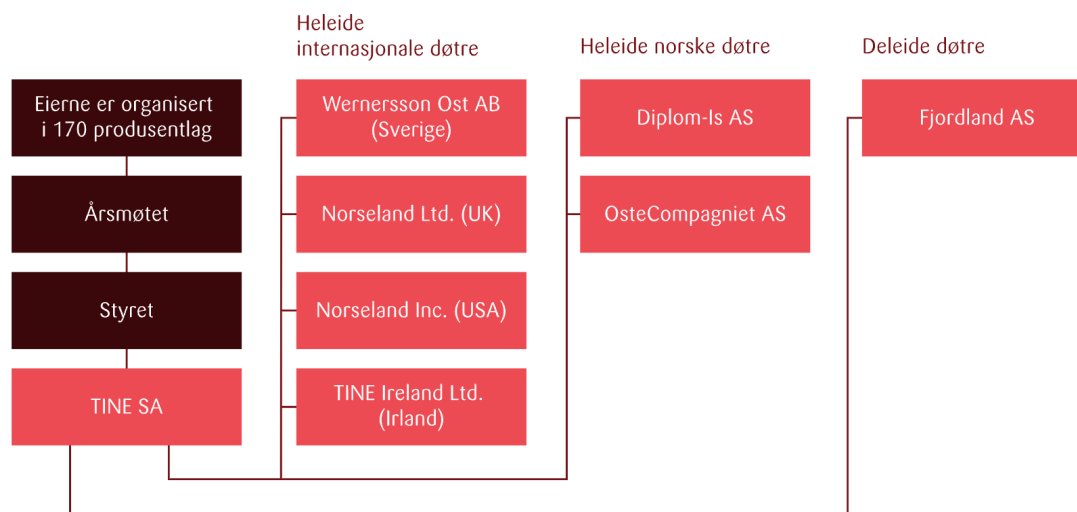 Heleide
internasjonale døtre
Heleide norske døtre
Deleide døtre
Eierne er organisert
i 170 produsentlag
Årsmøtet
Styret
TINE SA
Wernersson Ost AB
(Sverige)
Norseland Ltd. (UK)
Norseland Inc. (USA)
TINE Ireland Ltd.
(Irland)
Diplom-Is AS
OsteCompagniet AS
Fjordland AS